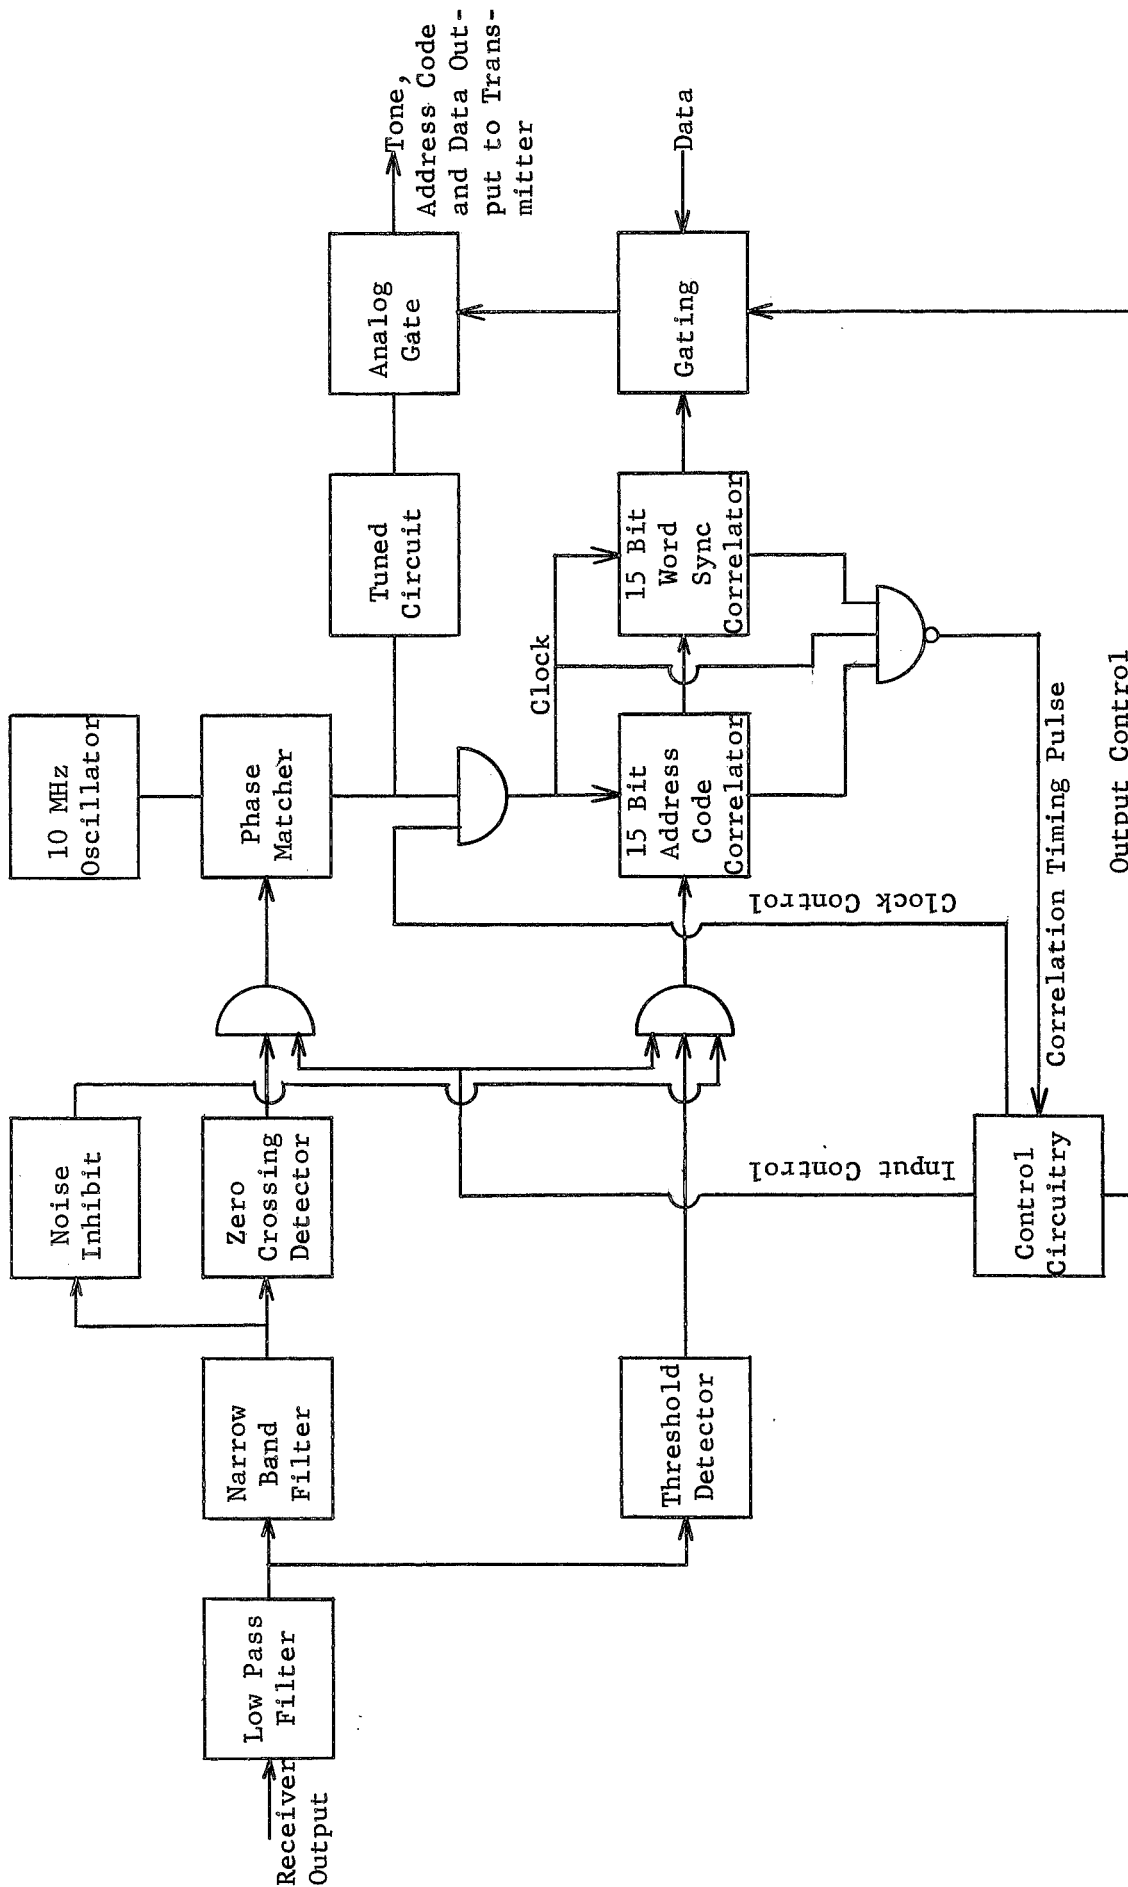 Receiver
Output
Low Pass
Filter
Narrow
Band
Filter
Threshold
Detector
Noise
Inhibit
Zero
Crossing
Detector
Input Control
Control
Circuitry
10 MHz
Oscillator
Phase
Matcher
Clock Control
15 Bit
Address
Code
Correlator
Clock
Correlation Timing Pulse
Output Control
Tuned
Circuit
15 Bit
Word
Sync
Correlator
Analog
Gate
Gating
Tone,
Address Code
and Data Out-
put to Trans-
mitter
Data